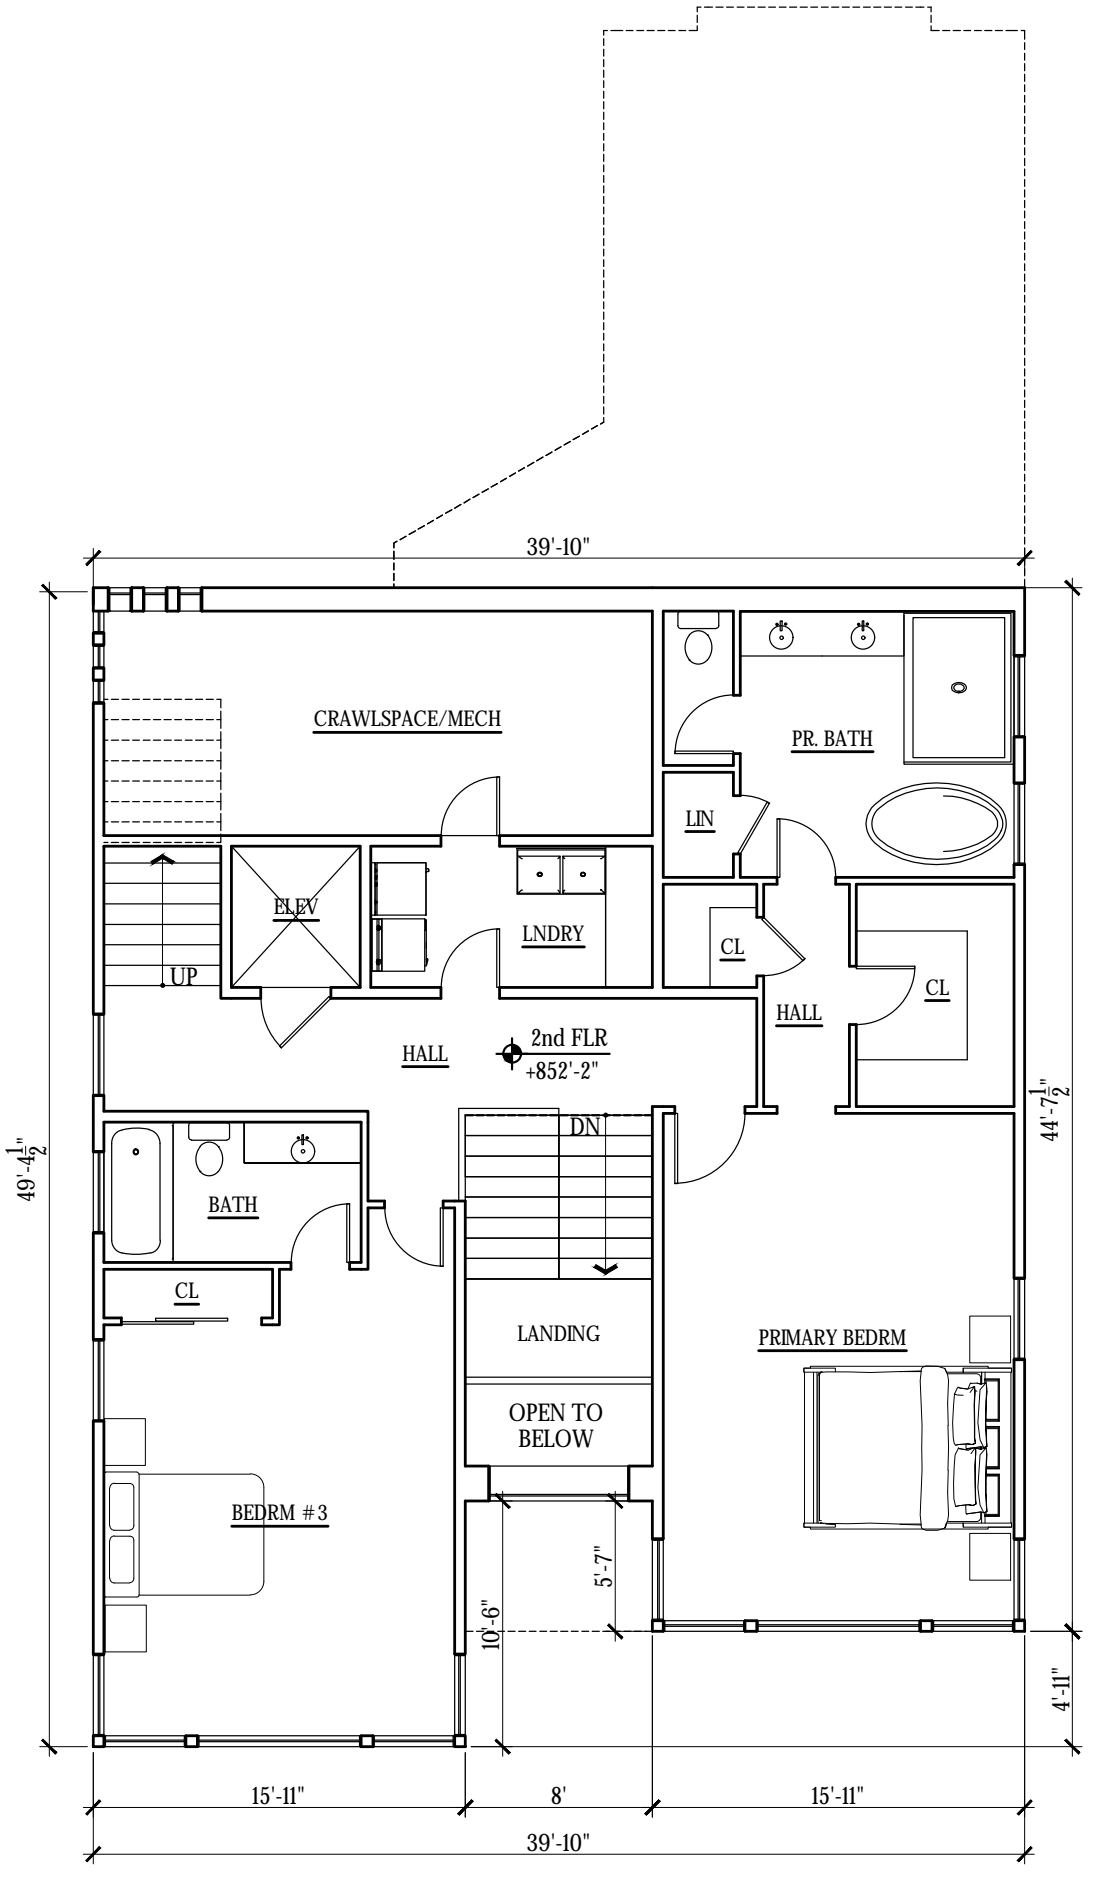 39'-10"
CRAWLSPACE/MECH
PR. BATH
LIN
ELEV
LNDRY
CL
UP
CL
HALL
2nd FLR
HALL
+852'-2"
44'-7 1/2"
DN
49'-4 1/2"
BATH
CL
LANDING
PRIMARY BEDRM
OPEN TO
BELOW
BEDRM #3
5'-7"
10'-6"
4'-11"
15'-11"
8'
15'-11"
39'-10"